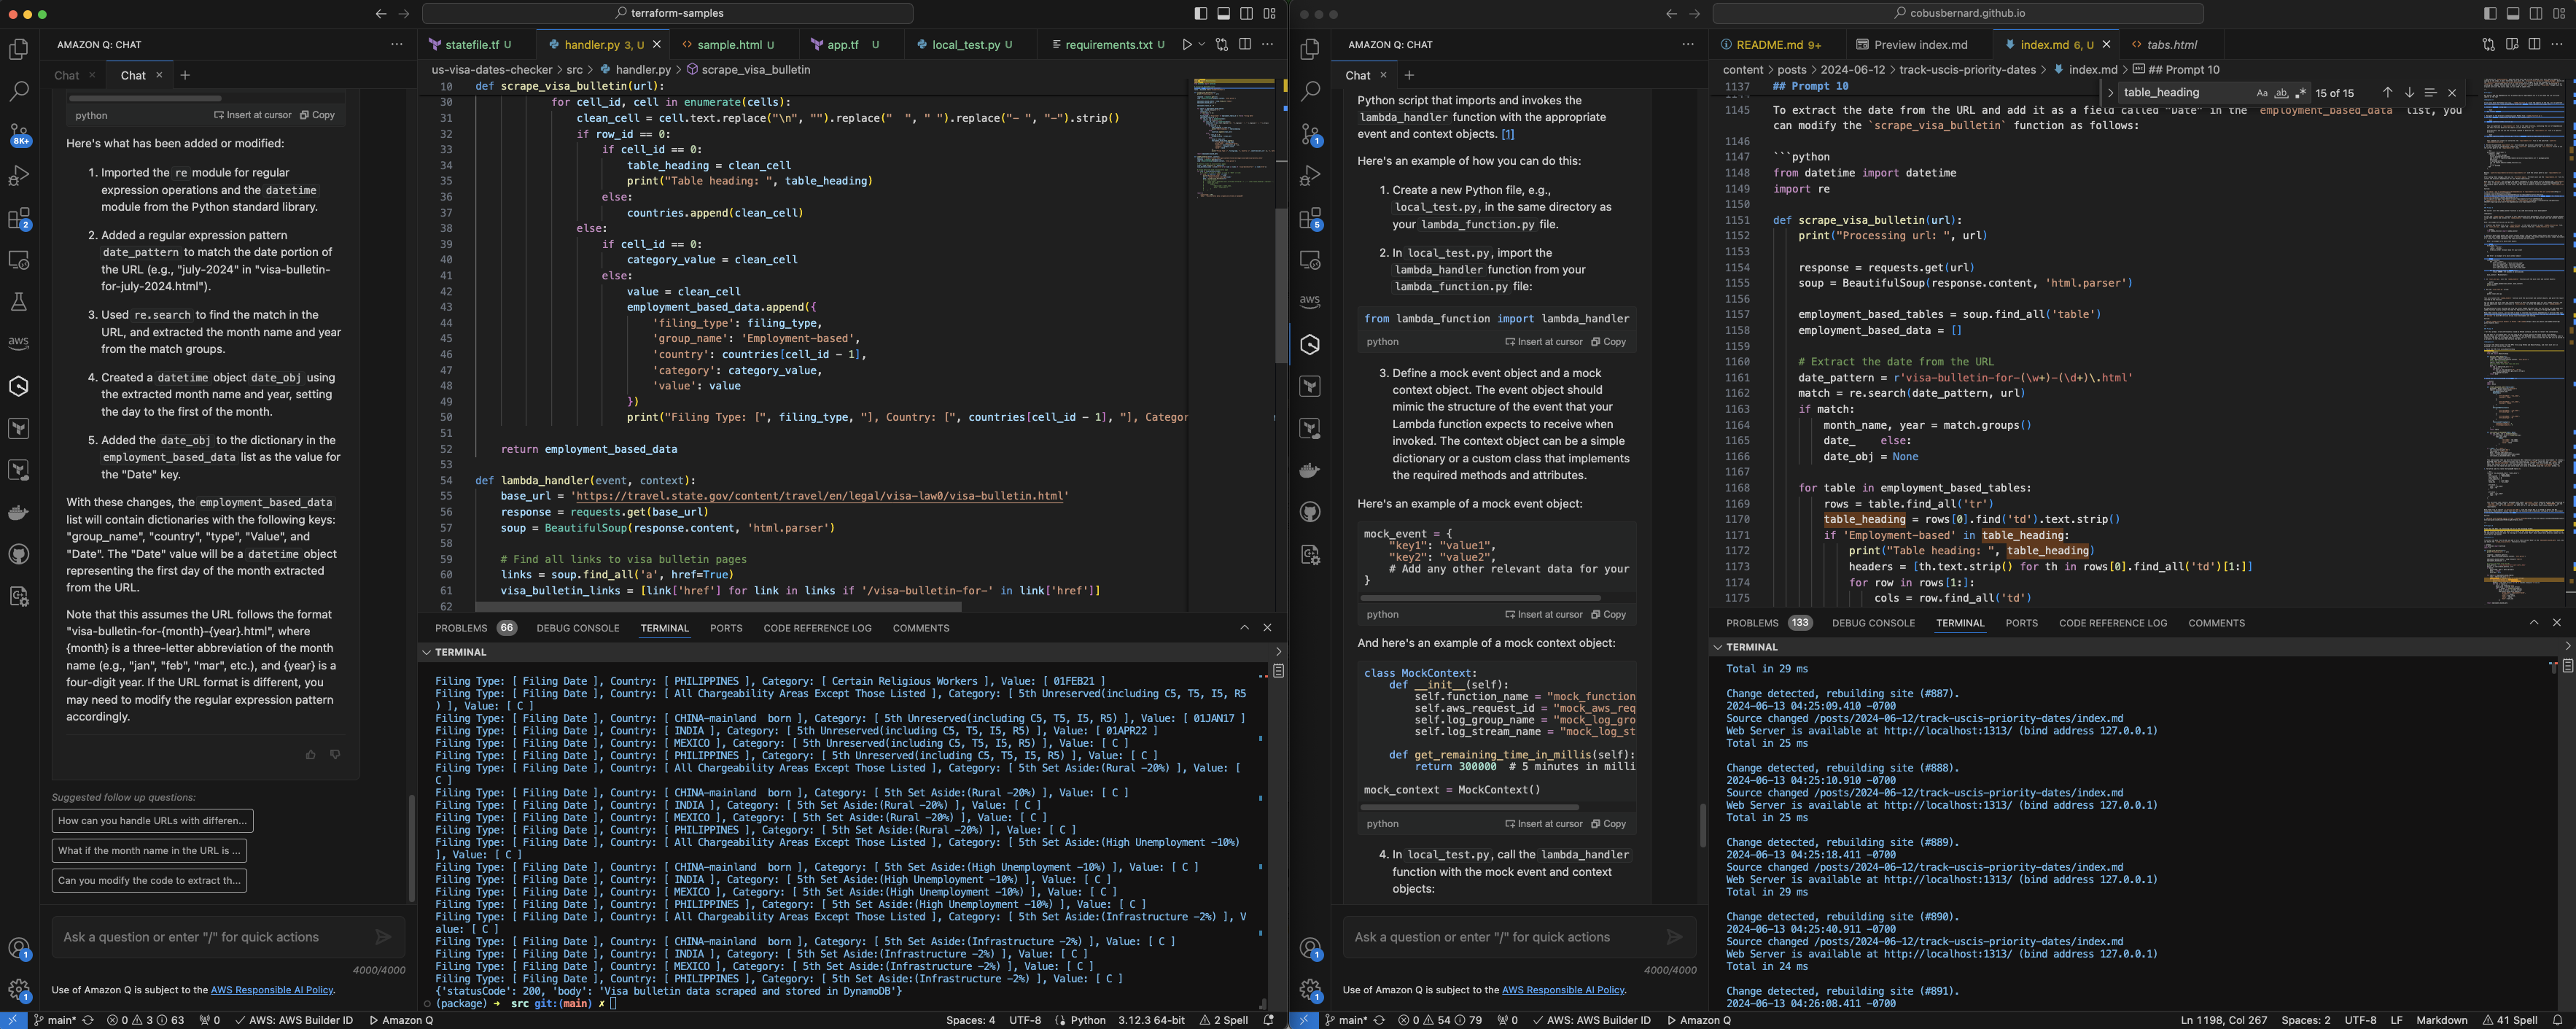 terraform-samples
AMAZON Q: CHAT
Chat
Chat
python
Insert at cursor
Copy
Here's what has been added or modified:
1. Imported the re module for regular
expression operations and the datetime
module from the Python standard library.
2. Added a regular expression pattern
date_pattern to match the date portion of
the URL (e.g., "july-2024" in "visa-bulletin-
for-july-2024.html").
3. Used re.search to find the match in the
URL, and extracted the month name and year
from the match groups.
4. Created a datetime object date_obj using
the extracted month name and year, setting
the day to the first of the month.
5. Added the date_obj to the dictionary in the
employment_based_data list as the value for
the "Date" key.
With these changes, the employment_based_data
list will contain dictionaries with the following keys:
"group_name", "country", "type", "Value", and
"Date". The "Date" value will be a datetime object
representing the first day of the month extracted
from the URL.
Note that this assumes the URL follows the format
"visa-bulletin-for-{month}-{year}.html", where
{month} is a three-letter abbreviation of the month
name (e.g., "jan", "feb", "mar", etc.), and {year} is a
four-digit year. If the URL format is different, you
may need to modify the regular expression pattern
accordingly.
Suggested follow up questions:
How can you handle URLs with differen...
What if the month name in the URL is ...
Can you modify the code to extract th...
Ask a question or enter "/" for quick actions
4000/4000
Use of Amazon Q is subject to the AWS Responsible AI Policy.
8K+
2
aws
1
1
statefile.tf U
handler.py 3, U
sample.html U
app.tf U
local_test.py U
requirements.txt U
us-visa-dates-checker > src > handler.py > scrape_visa_bulletin
10 def scrape_visa_bulletin(url):
30 for cell_id, cell in enumerate(cells):
31 clean_cell = cell.text.replace("\n", "").replace("  ", " ").replace("- ", "-").strip()
32 if row_id == 0:
33 if cell_id == 0:
34 table_heading = clean_cell
35 print("Table heading: ", table_heading)
36 else:
37 countries.append(clean_cell)
38 else:
39 if cell_id == 0:
40 category_value = clean_cell
41 else:
42 value = clean_cell
43 employment_based_data.append({
44 'filing_type': filing_type,
45 'group_name': 'Employment-based',
46 'country': countries[cell_id - 1],
47 'category': category_value,
48 'value': value
49 })
50 print("Filing Type: [", filing_type, "], Country: [", countries[cell_id - 1], "], Categor
51
52 return employment_based_data
53
54 def lambda_handler(event, context):
55 base_url = 'https://travel.state.gov/content/travel/en/legal/visa-law0/visa-bulletin.html'
56 response = requests.get(base_url)
57 soup = BeautifulSoup(response.content, 'html.parser')
58
59 # Find all links to visa bulletin pages
60 links = soup.find_all('a', href=True)
61 visa_bulletin_links = [link['href'] for link in links if '/visa-bulletin-for-' in link['href']]
62
PROBLEMS 66 DEBUG CONSOLE TERMINAL PORTS CODE REFERENCE LOG COMMENTS
TERMINAL
Filing Type: [ Filing Date ], Country: [ PHILIPPINES ], Category: [ Certain Religious Workers ], Value: [ 01FEB21 ]
Filing Type: [ Filing Date ], Country: [ All Chargeability Areas Except Those Listed ], Category: [ 5th Unreserved(including C5, T5, I5, R5
) ], Value: [ C ]
Filing Type: [ Filing Date ], Country: [ CHINA-mainland  born ], Category: [ 5th Unreserved(including C5, T5, I5, R5) ], Value: [ 01JAN17 ]
Filing Type: [ Filing Date ], Country: [ INDIA ], Category: [ 5th Unreserved(including C5, T5, I5, R5) ], Value: [ 01APR22 ]
Filing Type: [ Filing Date ], Country: [ MEXICO ], Category: [ 5th Unreserved(including C5, T5, I5, R5) ], Value: [ C ]
Filing Type: [ Filing Date ], Country: [ PHILIPPINES ], Category: [ 5th Unreserved(including C5, T5, I5, R5) ], Value: [ C ]
Filing Type: [ Filing Date ], Country: [ All Chargeability Areas Except Those Listed ], Category: [ 5th Set Aside:(Rural -20%) ], Value: [
C ]
Filing Type: [ Filing Date ], Country: [ CHINA-mainland  born ], Category: [ 5th Set Aside:(Rural -20%) ], Value: [ C ]
Filing Type: [ Filing Date ], Country: [ INDIA ], Category: [ 5th Set Aside:(Rural -20%) ], Value: [ C ]
Filing Type: [ Filing Date ], Country: [ MEXICO ], Category: [ 5th Set Aside:(Rural -20%) ], Value: [ C ]
Filing Type: [ Filing Date ], Country: [ PHILIPPINES ], Category: [ 5th Set Aside:(Rural -20%) ], Value: [ C ]
Filing Type: [ Filing Date ], Country: [ All Chargeability Areas Except Those Listed ], Category: [ 5th Set Aside:(High Unemployment -10%)
], Value: [ C ]
Filing Type: [ Filing Date ], Country: [ CHINA-mainland  born ], Category: [ 5th Set Aside:(High Unemployment -10%) ], Value: [ C ]
Filing Type: [ Filing Date ], Country: [ INDIA ], Category: [ 5th Set Aside:(High Unemployment -10%) ], Value: [ C ]
Filing Type: [ Filing Date ], Country: [ MEXICO ], Category: [ 5th Set Aside:(High Unemployment -10%) ], Value: [ C ]
Filing Type: [ Filing Date ], Country: [ PHILIPPINES ], Category: [ 5th Set Aside:(High Unemployment -10%) ], Value: [ C ]
Filing Type: [ Filing Date ], Country: [ All Chargeability Areas Except Those Listed ], Category: [ 5th Set Aside:(Infrastructure -2%) ], V
alue: [ C ]
Filing Type: [ Filing Date ], Country: [ CHINA-mainland  born ], Category: [ 5th Set Aside:(Infrastructure -2%) ], Value: [ C ]
Filing Type: [ Filing Date ], Country: [ INDIA ], Category: [ 5th Set Aside:(Infrastructure -2%) ], Value: [ C ]
Filing Type: [ Filing Date ], Country: [ MEXICO ], Category: [ 5th Set Aside:(Infrastructure -2%) ], Value: [ C ]
Filing Type: [ Filing Date ], Country: [ PHILIPPINES ], Category: [ 5th Set Aside:(Infrastructure -2%) ], Value: [ C ]
{'statusCode': 200, 'body': 'Visa bulletin data scraped and stored in DynamoDB'}
(package) → src git:(main) ✗
main* 0 3 63 0 AWS: AWS Builder ID Amazon Q Spaces: 4 UTF-8 Python 3.12.3 64-bit 2 Spell
cobusbernard.github.io
AMAZON Q: CHAT
Chat
1
5
aws
1
1
Python script that imports and invokes the
lambda_handler function with the appropriate
event and context objects. [1]
Here's an example of how you can do this:
1. Create a new Python file, e.g.,
local_test.py, in the same directory as
your lambda_function.py file.
2. In local_test.py, import the
lambda_handler function from your
lambda_function.py file:
from lambda_function import lambda_handler
python Insert at cursor Copy
3. Define a mock event object and a mock
context object. The event object should
mimic the structure of the event that your
Lambda function expects to receive when
invoked. The context object can be a simple
dictionary or a custom class that implements
the required methods and attributes.
Here's an example of a mock event object:
mock_event = {
"key1": "value1",
"key2": "value2",
# Add any other relevant data for your
}
python Insert at cursor Copy
And here's an example of a mock context object:
class MockContext:
def __init__(self):
self.function_name = "mock_function
self.aws_request_id = "mock_aws_req
self.log_group_name = "mock_log_gro
self.log_stream_name = "mock_log_st
def get_remaining_time_in_millis(self):
return 300000  # 5 minutes in milli
mock_context = MockContext()
python Insert at cursor Copy
4. In local_test.py, call the lambda_handler
function with the mock event and context
objects:
Ask a question or enter "/" for quick actions
4000/4000
Use of Amazon Q is subject to the AWS Responsible AI Policy.
README.md 9+
Preview index.md
index.md 6, U
tabs.html
content > posts > 2024-06-12 > track-uscis-priority-dates > index.md > ## Prompt 10
1137 ## Prompt 10
table_heading Aa ab .* 15 of 15
1145 To extract the date from the URL and add it as a field called "Date" in the `employment_based_data` list, you
can modify the `scrape_visa_bulletin` function as follows:
1146
1147 ```python
1148 from datetime import datetime
1149 import re
1150
1151 def scrape_visa_bulletin(url):
1152 print("Processing url: ", url)
1153
1154 response = requests.get(url)
1155 soup = BeautifulSoup(response.content, 'html.parser')
1156
1157 employment_based_tables = soup.find_all('table')
1158 employment_based_data = []
1159
1160 # Extract the date from the URL
1161 date_pattern = r'visa-bulletin-for-(\w+)-(\d+)\.html'
1162 match = re.search(date_pattern, url)
1163 if match:
1164 month_name, year = match.groups()
1165 date_    else:
1166 date_obj = None
1167
1168 for table in employment_based_tables:
1169 rows = table.find_all('tr')
1170 table_heading = rows[0].find('td').text.strip()
1171 if 'Employment-based' in table_heading:
1172 print("Table heading: ", table_heading)
1173 headers = [th.text.strip() for th in rows[0].find_all('td')[1:]]
1174 for row in rows[1:]:
1175 cols = row.find_all('td')
PROBLEMS 133 DEBUG CONSOLE TERMINAL PORTS CODE REFERENCE LOG COMMENTS
TERMINAL
Total in 29 ms
Change detected, rebuilding site (#887).
2024-06-13 04:25:09.410 -0700
Source changed /posts/2024-06-12/track-uscis-priority-dates/index.md
Web Server is available at http://localhost:1313/ (bind address 127.0.0.1)
Total in 25 ms
Change detected, rebuilding site (#888).
2024-06-13 04:25:10.910 -0700
Source changed /posts/2024-06-12/track-uscis-priority-dates/index.md
Web Server is available at http://localhost:1313/ (bind address 127.0.0.1)
Total in 25 ms
Change detected, rebuilding site (#889).
2024-06-13 04:25:18.411 -0700
Source changed /posts/2024-06-12/track-uscis-priority-dates/index.md
Web Server is available at http://localhost:1313/ (bind address 127.0.0.1)
Total in 29 ms
Change detected, rebuilding site (#890).
2024-06-13 04:25:40.911 -0700
Source changed /posts/2024-06-12/track-uscis-priority-dates/index.md
Web Server is available at http://localhost:1313/ (bind address 127.0.0.1)
Total in 24 ms
Change detected, rebuilding site (#891).
2024-06-13 04:26:08.411 -0700
main* 0 54 79 0 AWS: AWS Builder ID Amazon Q Ln 1198, Col 267 Spaces: 2 UTF-8 LF Markdown 41 Spell